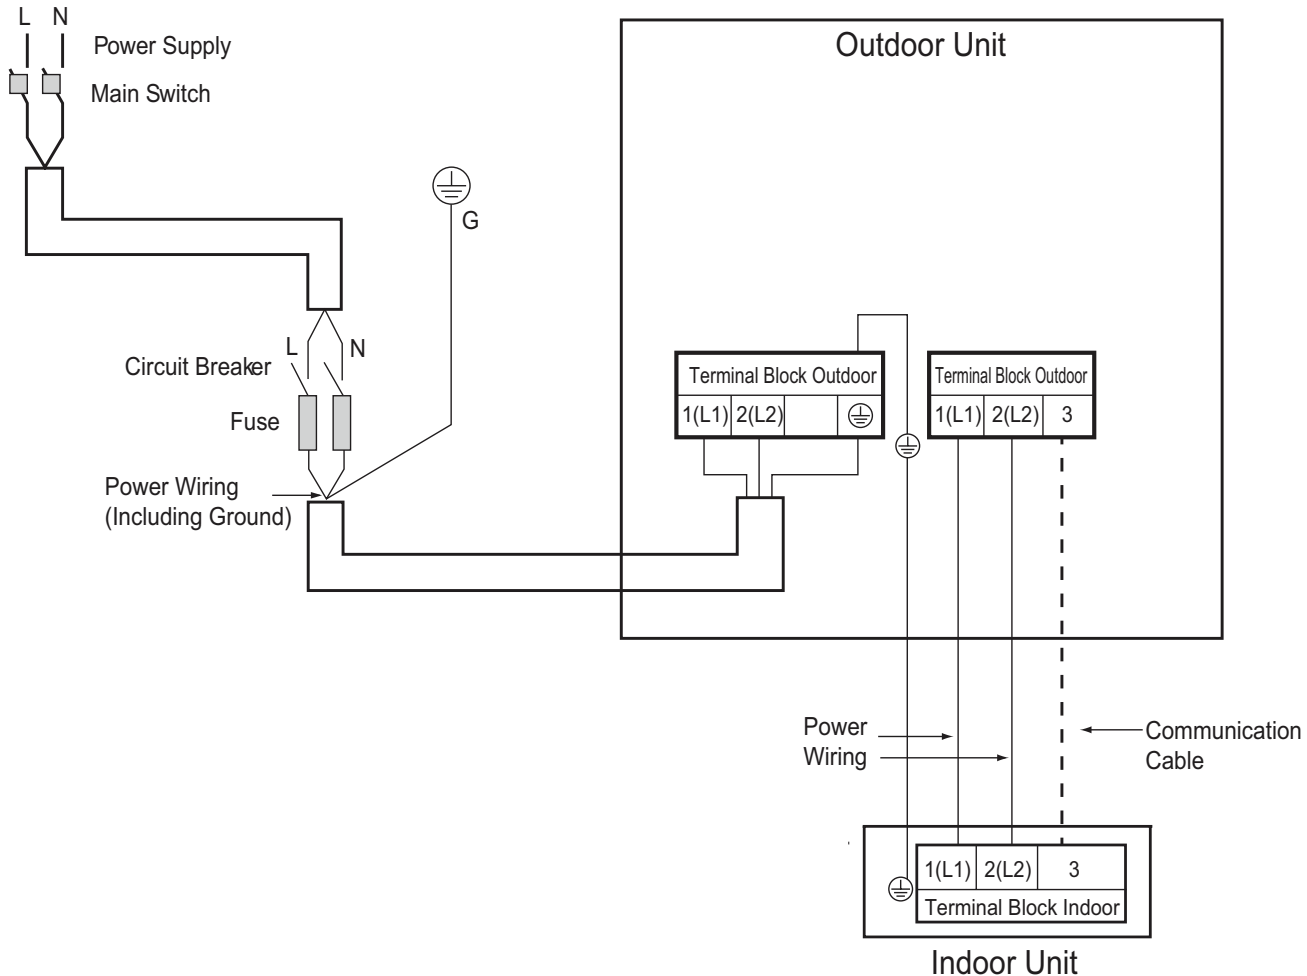 L N
Power Supply
Main Switch
Outdoor Unit
G
L N
Circuit Breaker
Fuse
Power Wiring
(Including Ground)
Terminal Block Outdoor
1(L1) 2(L2)
Terminal Block Outdoor
1(L1) 2(L2) 3
Power
Wiring
Communication
Cable
1(L1) 2(L2) 3
Terminal Block Indoor
Indoor Unit